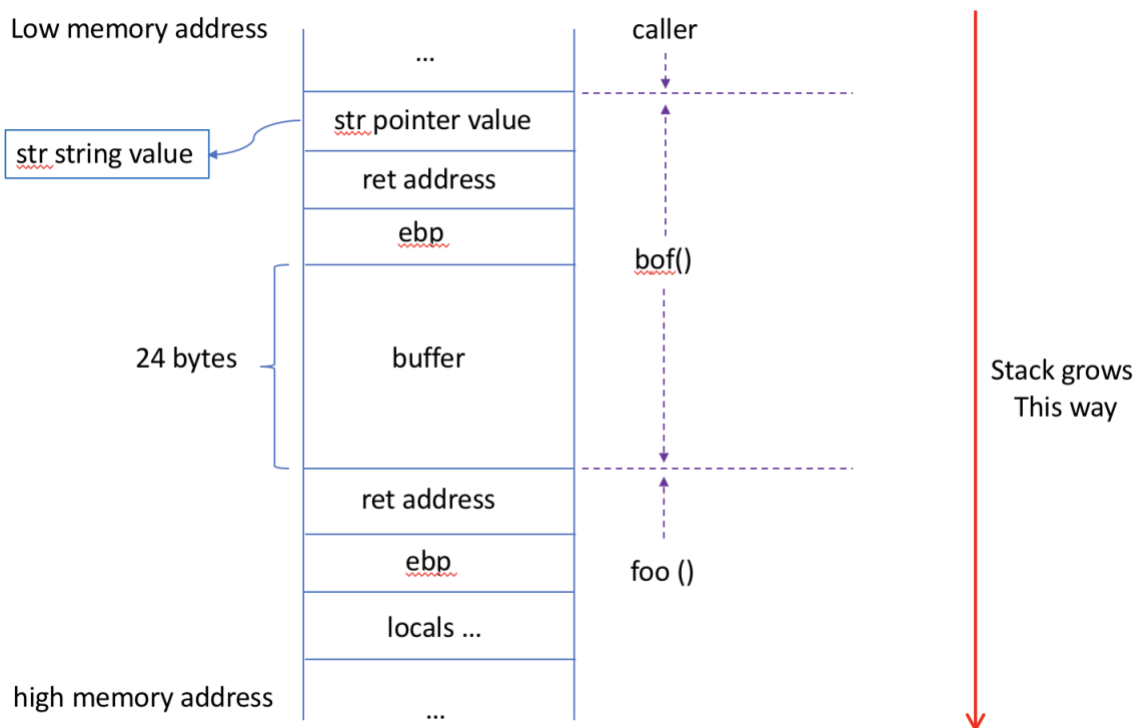 Low memory address
caller
...
str pointer value
str string value
ret address
ebp
bof()
24 bytes
buffer
Stack grows
This way
ret address
ebp
foo ()
locals ...
high memory address
...